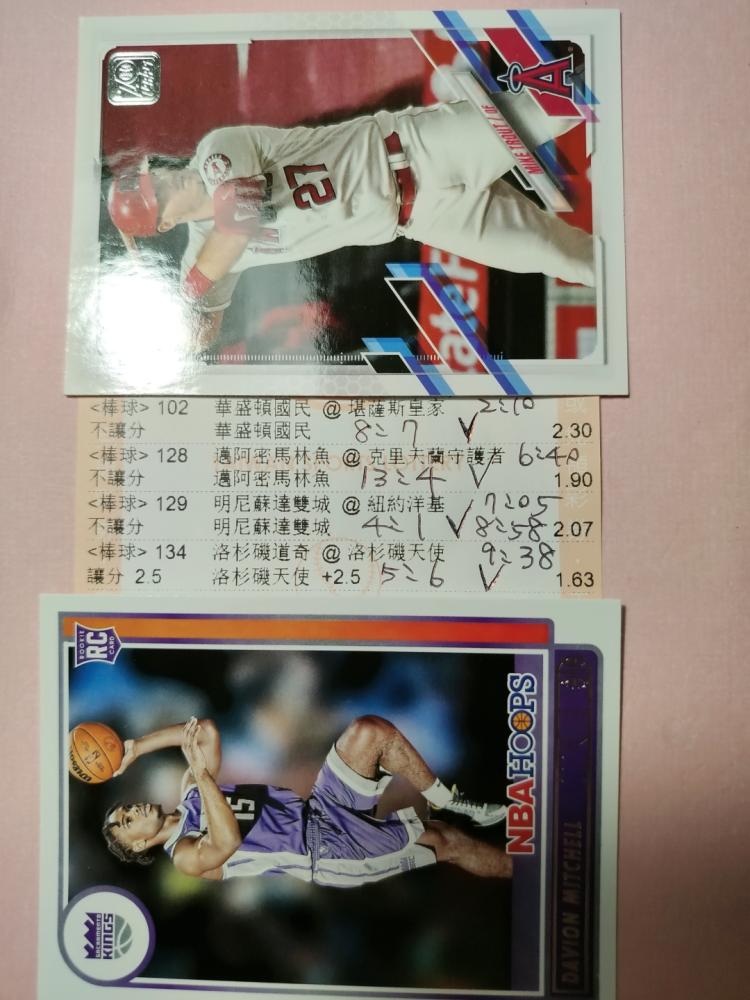 70 YEARS
A
MIKE TROUT / OF
27
A
<棒球> 102 華盛頓國民 @ 堪薩斯皇家 2:10
不讓分 華盛頓國民 8:7 V 2.30
<棒球> 128 邁阿密馬林魚 @ 克里夫蘭守護者 6:40
不讓分 邁阿密馬林魚 13:4 V 1.90
<棒球> 129 明尼蘇達雙城 @ 紐約洋基 7:05
不讓分 明尼蘇達雙城 4:1 V 8:58 2.07
<棒球> 134 洛杉磯道奇 @ 洛杉磯天使 9:38
讓分 2.5 洛杉磯天使 +2.5 5:6 V 1.63
ROOKIE
RC
CARD
WILSON
15
NBA HOOPS
SACRAMENTO
KINGS
DAVION MITCHELL